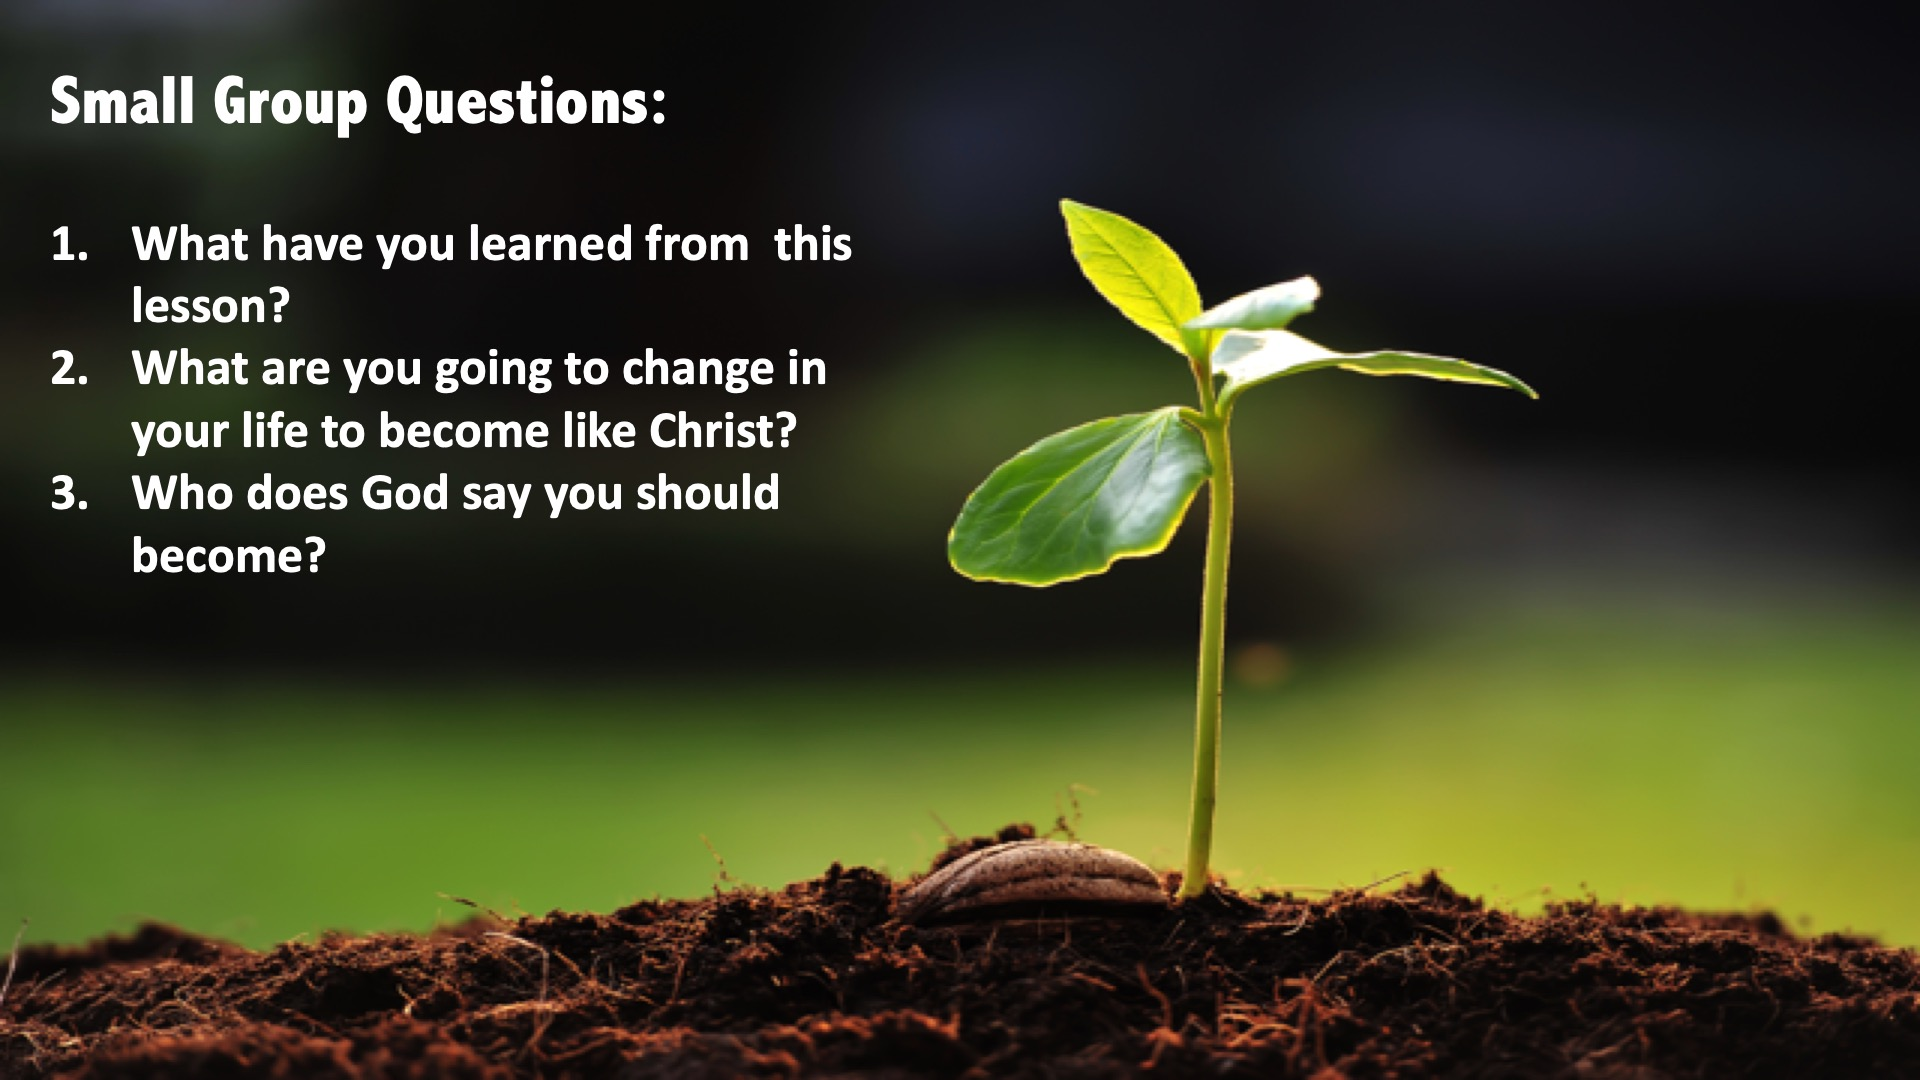 Small Group Questions:
1. What have you learned from  this
lesson?
2. What are you going to change in
your life to become like Christ?
3. Who does God say you should
become?